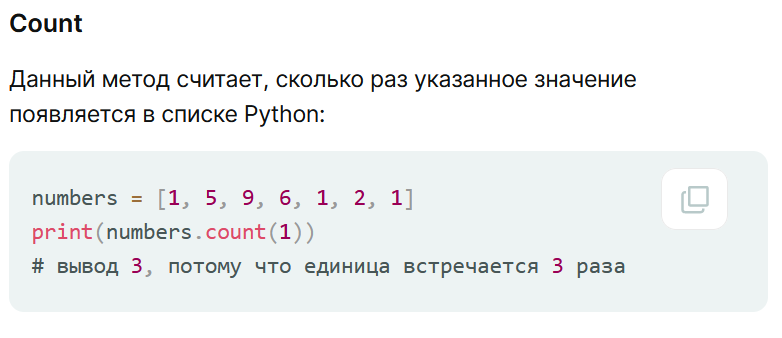 Count
Данный метод считает, сколько раз указанное значение
появляется в списке Python:
numbers = [1, 5, 9, 6, 1, 2, 1]
print(numbers.count(1))
# вывод 3, потому что единица встречается 3 раза